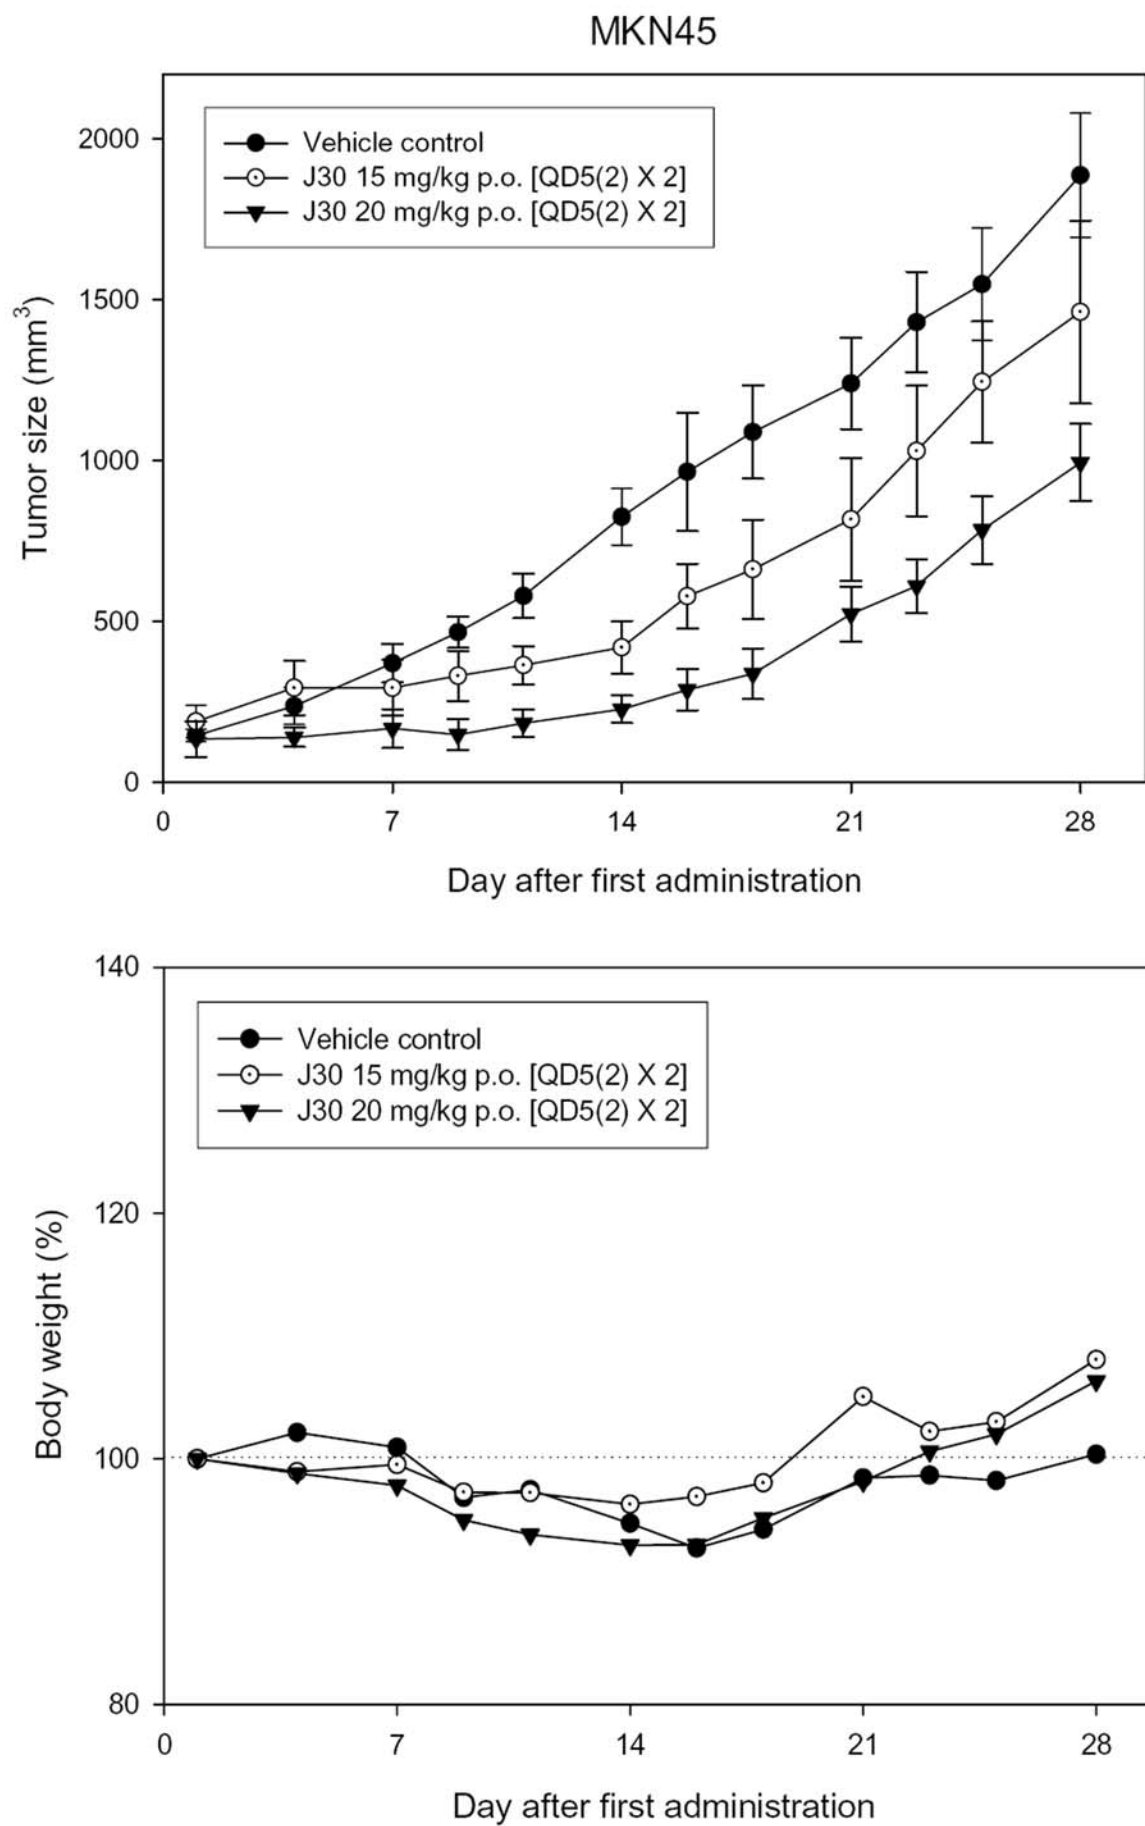 MKN45
Vehicle control
J30 15 mg/kg p.o. [QD5(2) X 2]
J30 20 mg/kg p.o. [QD5(2) X 2]
2000
1500
1000
500
0
Tumor size (mm³)
0 7 14 21 28
Day after first administration
Vehicle control
J30 15 mg/kg p.o. [QD5(2) X 2]
J30 20 mg/kg p.o. [QD5(2) X 2]
140
120
100
80
Body weight (%)
0 7 14 21 28
Day after first administration